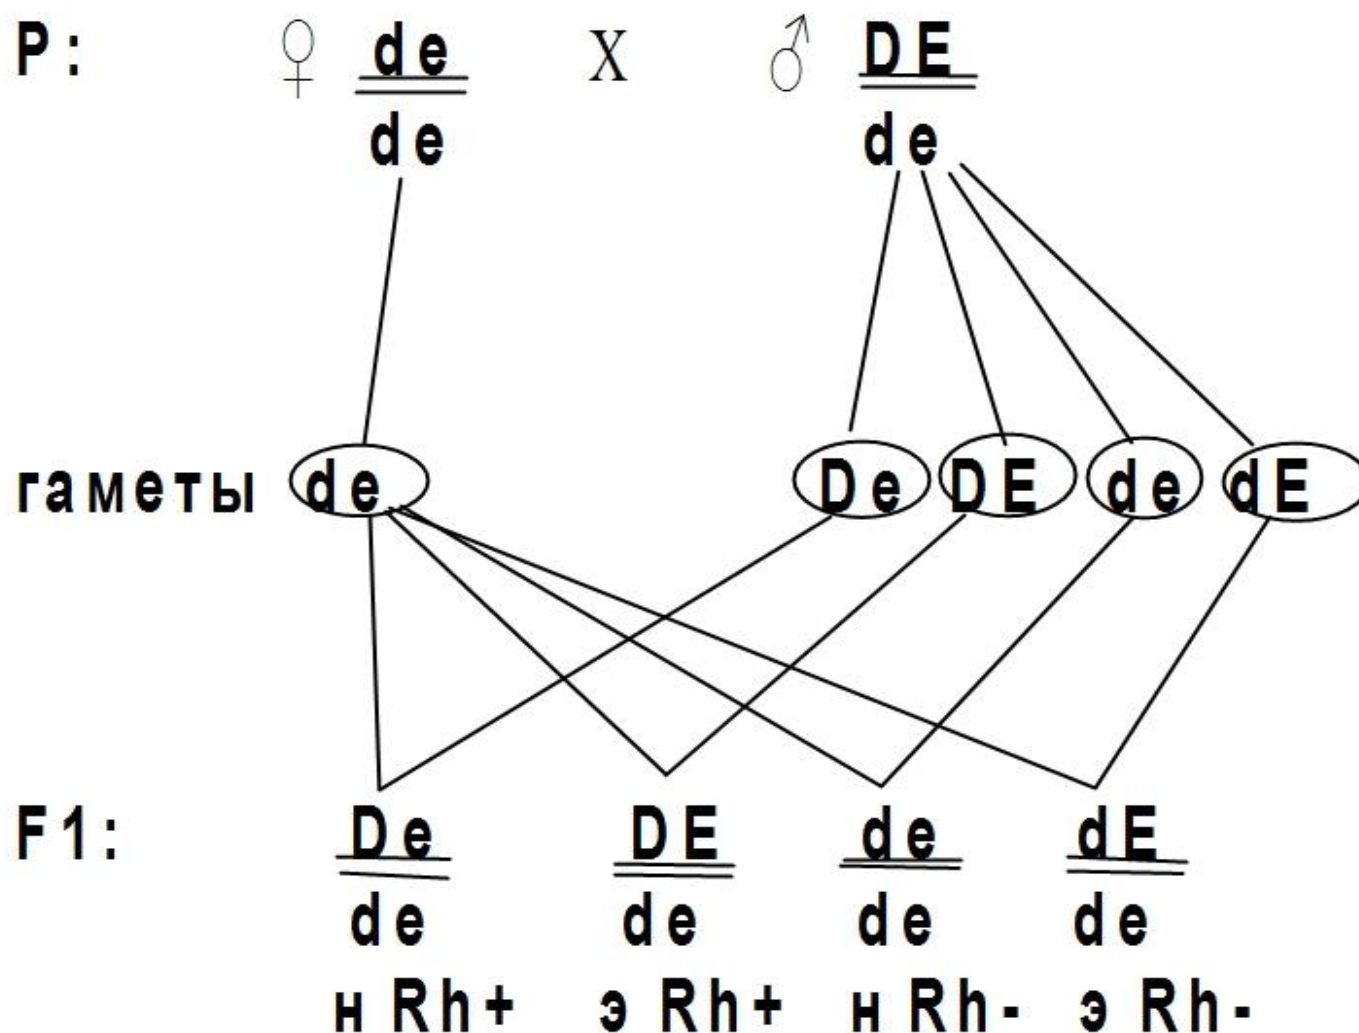 P: ♀ de X ♂ DE
de de
гаметы de De DE de dE
F1: De DE de dE
de de de de
н Rh+ э Rh+ н Rh- э Rh-